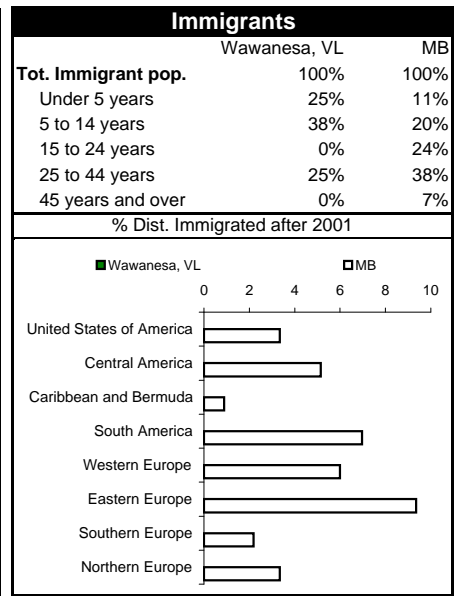 Immigrants
Wawanesa, VL MB
Tot. Immigrant pop. 100% 100%
Under 5 years 25% 11%
5 to 14 years 38% 20%
15 to 24 years 0% 24%
25 to 44 years 25% 38%
45 years and over 0% 7%
% Dist. Immigrated after 2001
Wawanesa, VL MB
0 2 4 6 8 10
United States of America
Central America
Caribbean and Bermuda
South America
Western Europe
Eastern Europe
Southern Europe
Northern Europe